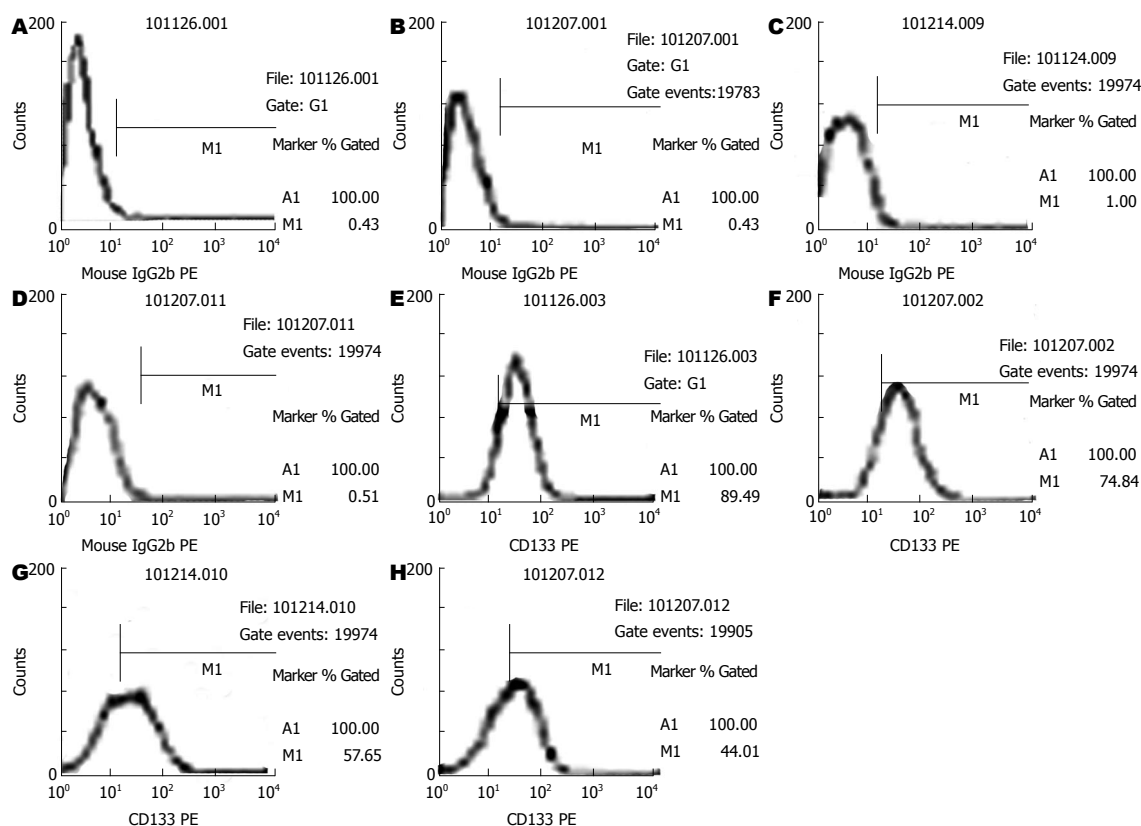 A 200 101126.001
File: 101126.001
Gate: G1
Counts
M1 Marker % Gated
A1 100.00
M1 0.43
0
10^0 10^1 10^2 10^3 10^4
Mouse IgG2b PE
B 200 101207.001
File: 101207.001
Gate: G1
Gate events:19783
Counts
M1 Marker % Gated
A1 100.00
M1 0.43
0
10^0 10^1 10^2 10^3 10^4
Mouse IgG2b PE
C 200 101214.009
File: 101124.009
Gate events: 19974
Counts
M1 Marker % Gated
A1 100.00
M1 1.00
0
10^0 10^1 10^2 10^3 10^4
Mouse IgG2b PE
D 200 101207.011
File: 101207.011
Gate events: 19974
Counts
M1
Marker % Gated
A1 100.00
M1 0.51
0
10^0 10^1 10^2 10^3 10^4
Mouse IgG2b PE
E 200 101126.003
File: 101126.003
Gate: G1
Counts
M1 Marker % Gated
A1 100.00
M1 89.49
0
10^0 10^1 10^2 10^3 10^4
CD133 PE
F 200 101207.002
File: 101207.002
Gate events: 19974
Counts
M1
Marker % Gated
A1 100.00
M1 74.84
0
10^0 10^1 10^2 10^3 10^4
CD133 PE
G 200 101214.010
File: 101214.010
Gate events: 19974
Counts
M1 Marker % Gated
A1 100.00
M1 57.65
0
10^0 10^1 10^2 10^3 10^4
CD133 PE
H 200 101207.012
File: 101207.012
Gate events: 19905
Counts
M1 Marker % Gated
A1 100.00
M1 44.01
0
10^0 10^1 10^2 10^3 10^4
CD133 PE